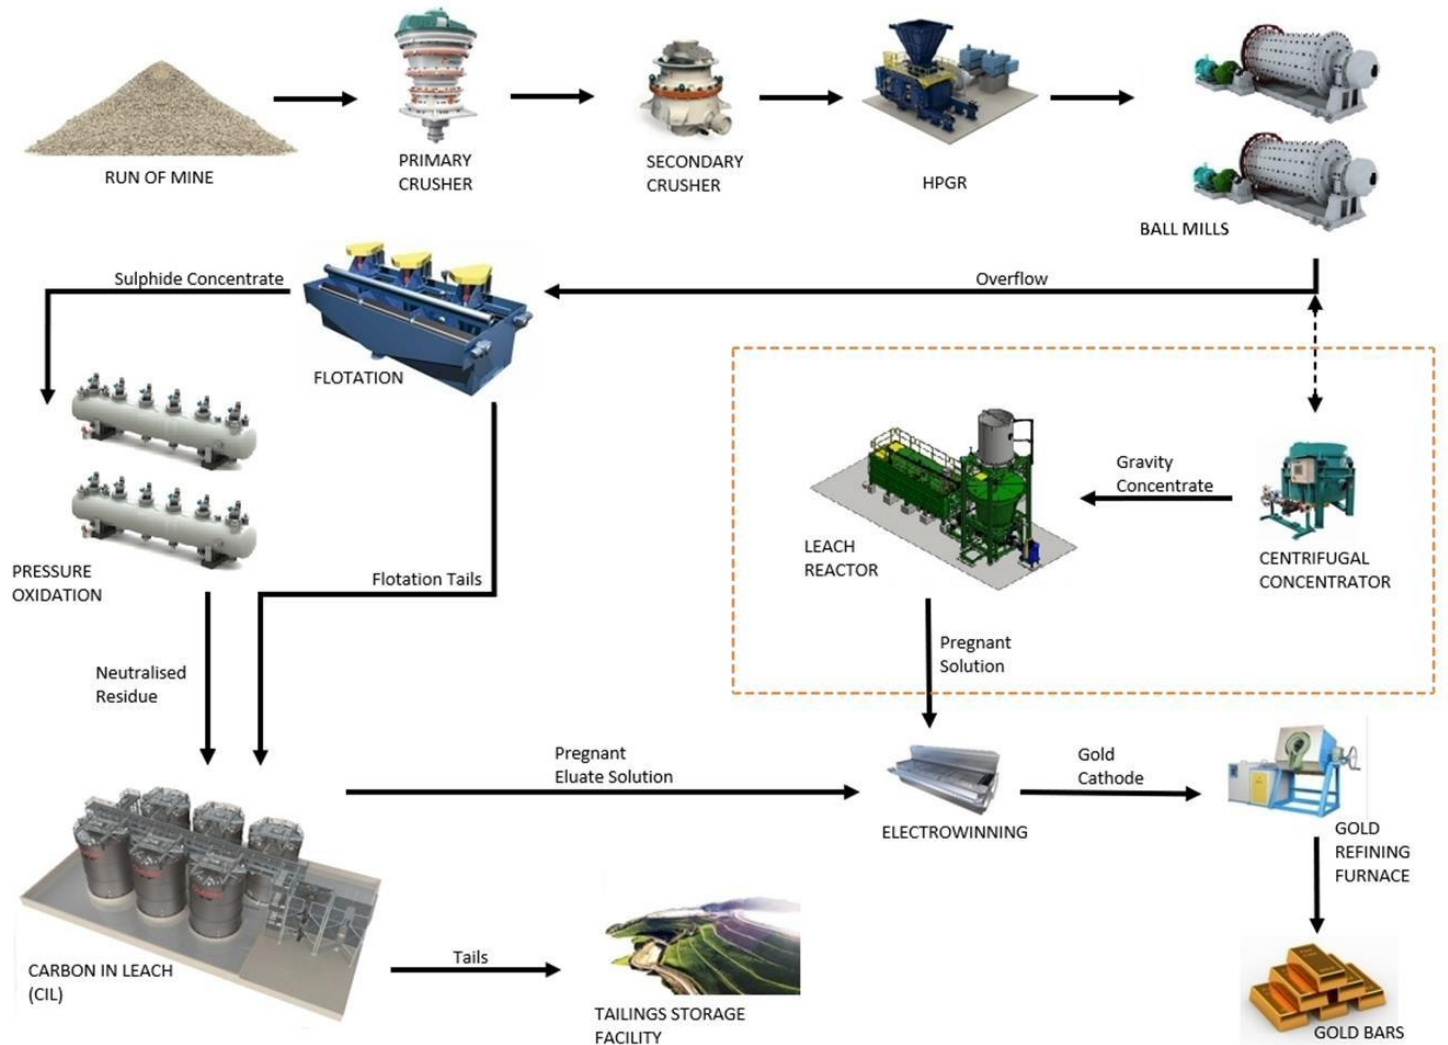 RUN OF MINE
PRIMARY
CRUSHER
SECONDARY
CRUSHER
HPGR
BALL MILLS
Sulphide Concentrate
Overflow
FLOTATION
Gravity
Concentrate
LEACH
REACTOR
CENTRIFUGAL
CONCENTRATOR
PRESSURE
OXIDATION
Flotation Tails
Neutralised
Residue
Pregnant
Solution
Pregnant
Eluate Solution
Gold
Cathode
ELECTROWINNING
GOLD
REFINING
FURNACE
CARBON IN LEACH
(CIL)
Tails
TAILINGS STORAGE
FACILITY
GOLD BARS